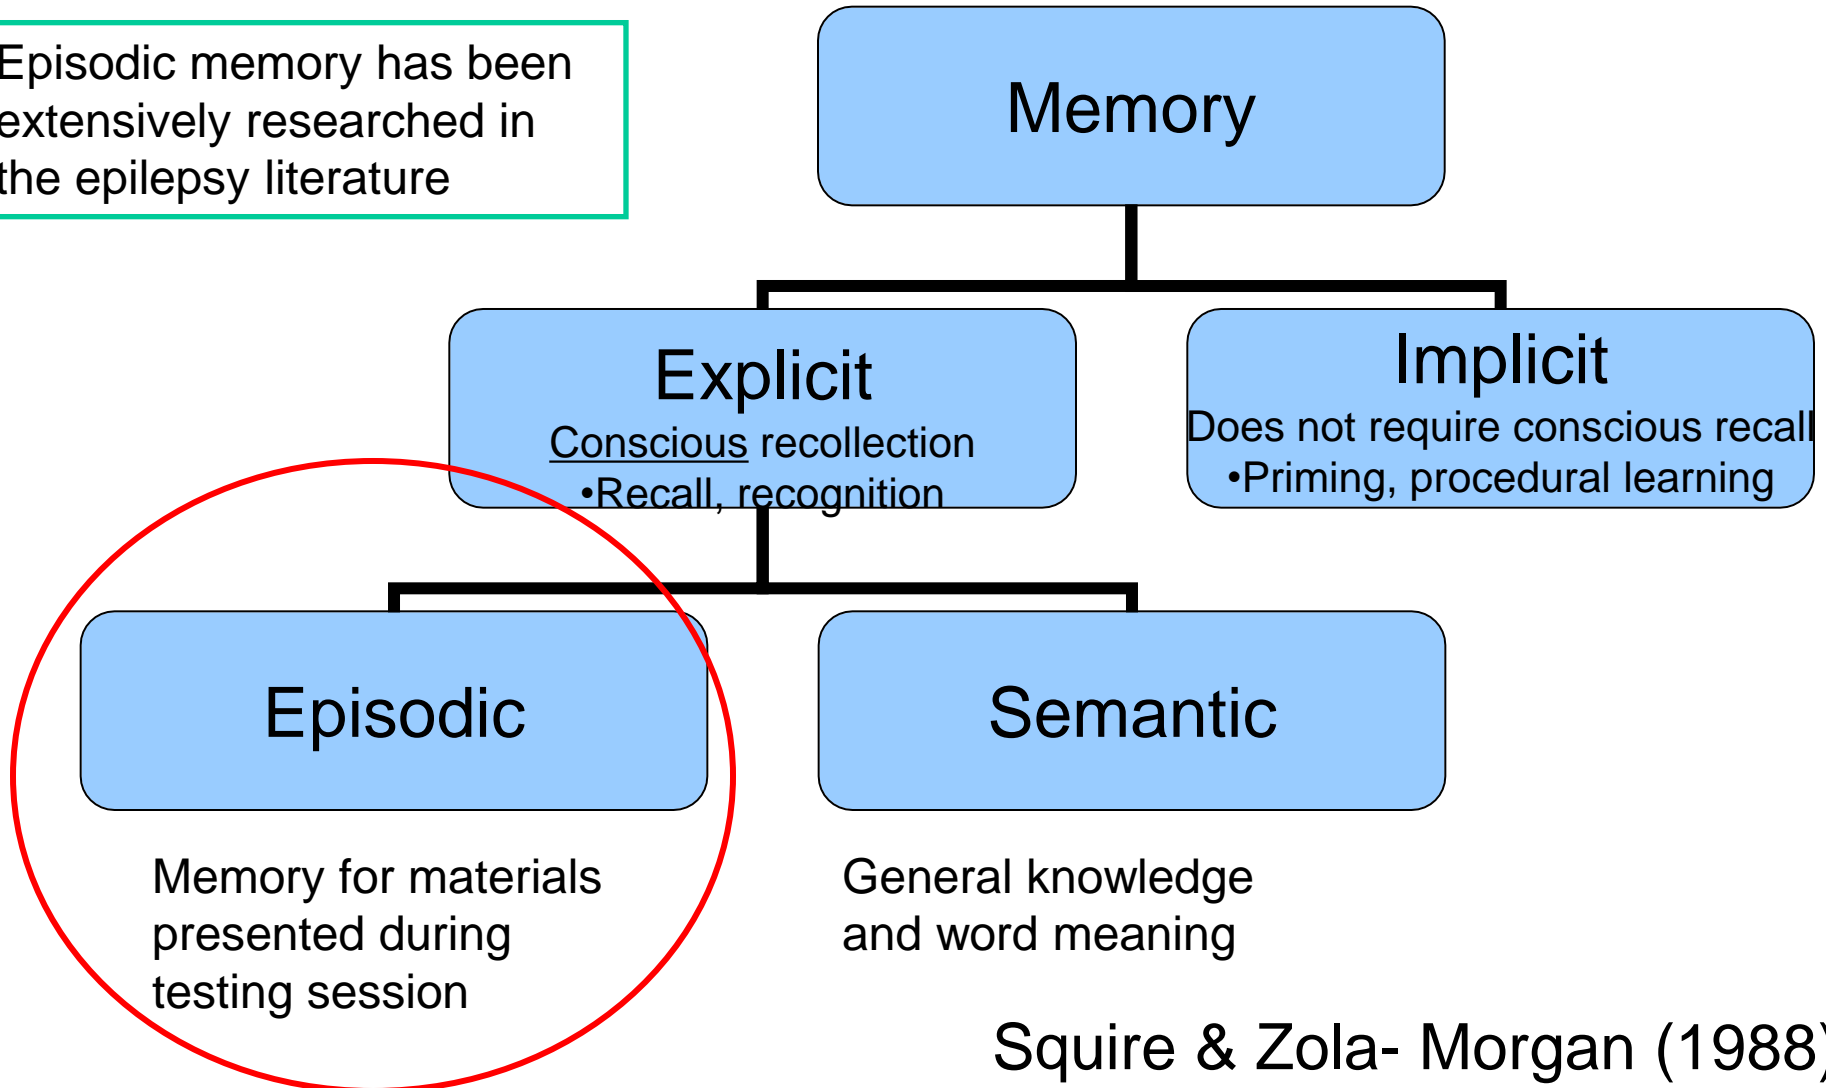 Episodic memory has been
extensively researched in
the epilepsy literature
Memory
Explicit
Conscious recollection
•Recall, recognition
Implicit
Does not require conscious recall
•Priming, procedural learning
Episodic
Semantic
Memory for materials
presented during
testing session
General knowledge
and word meaning
Squire & Zola- Morgan (1988)